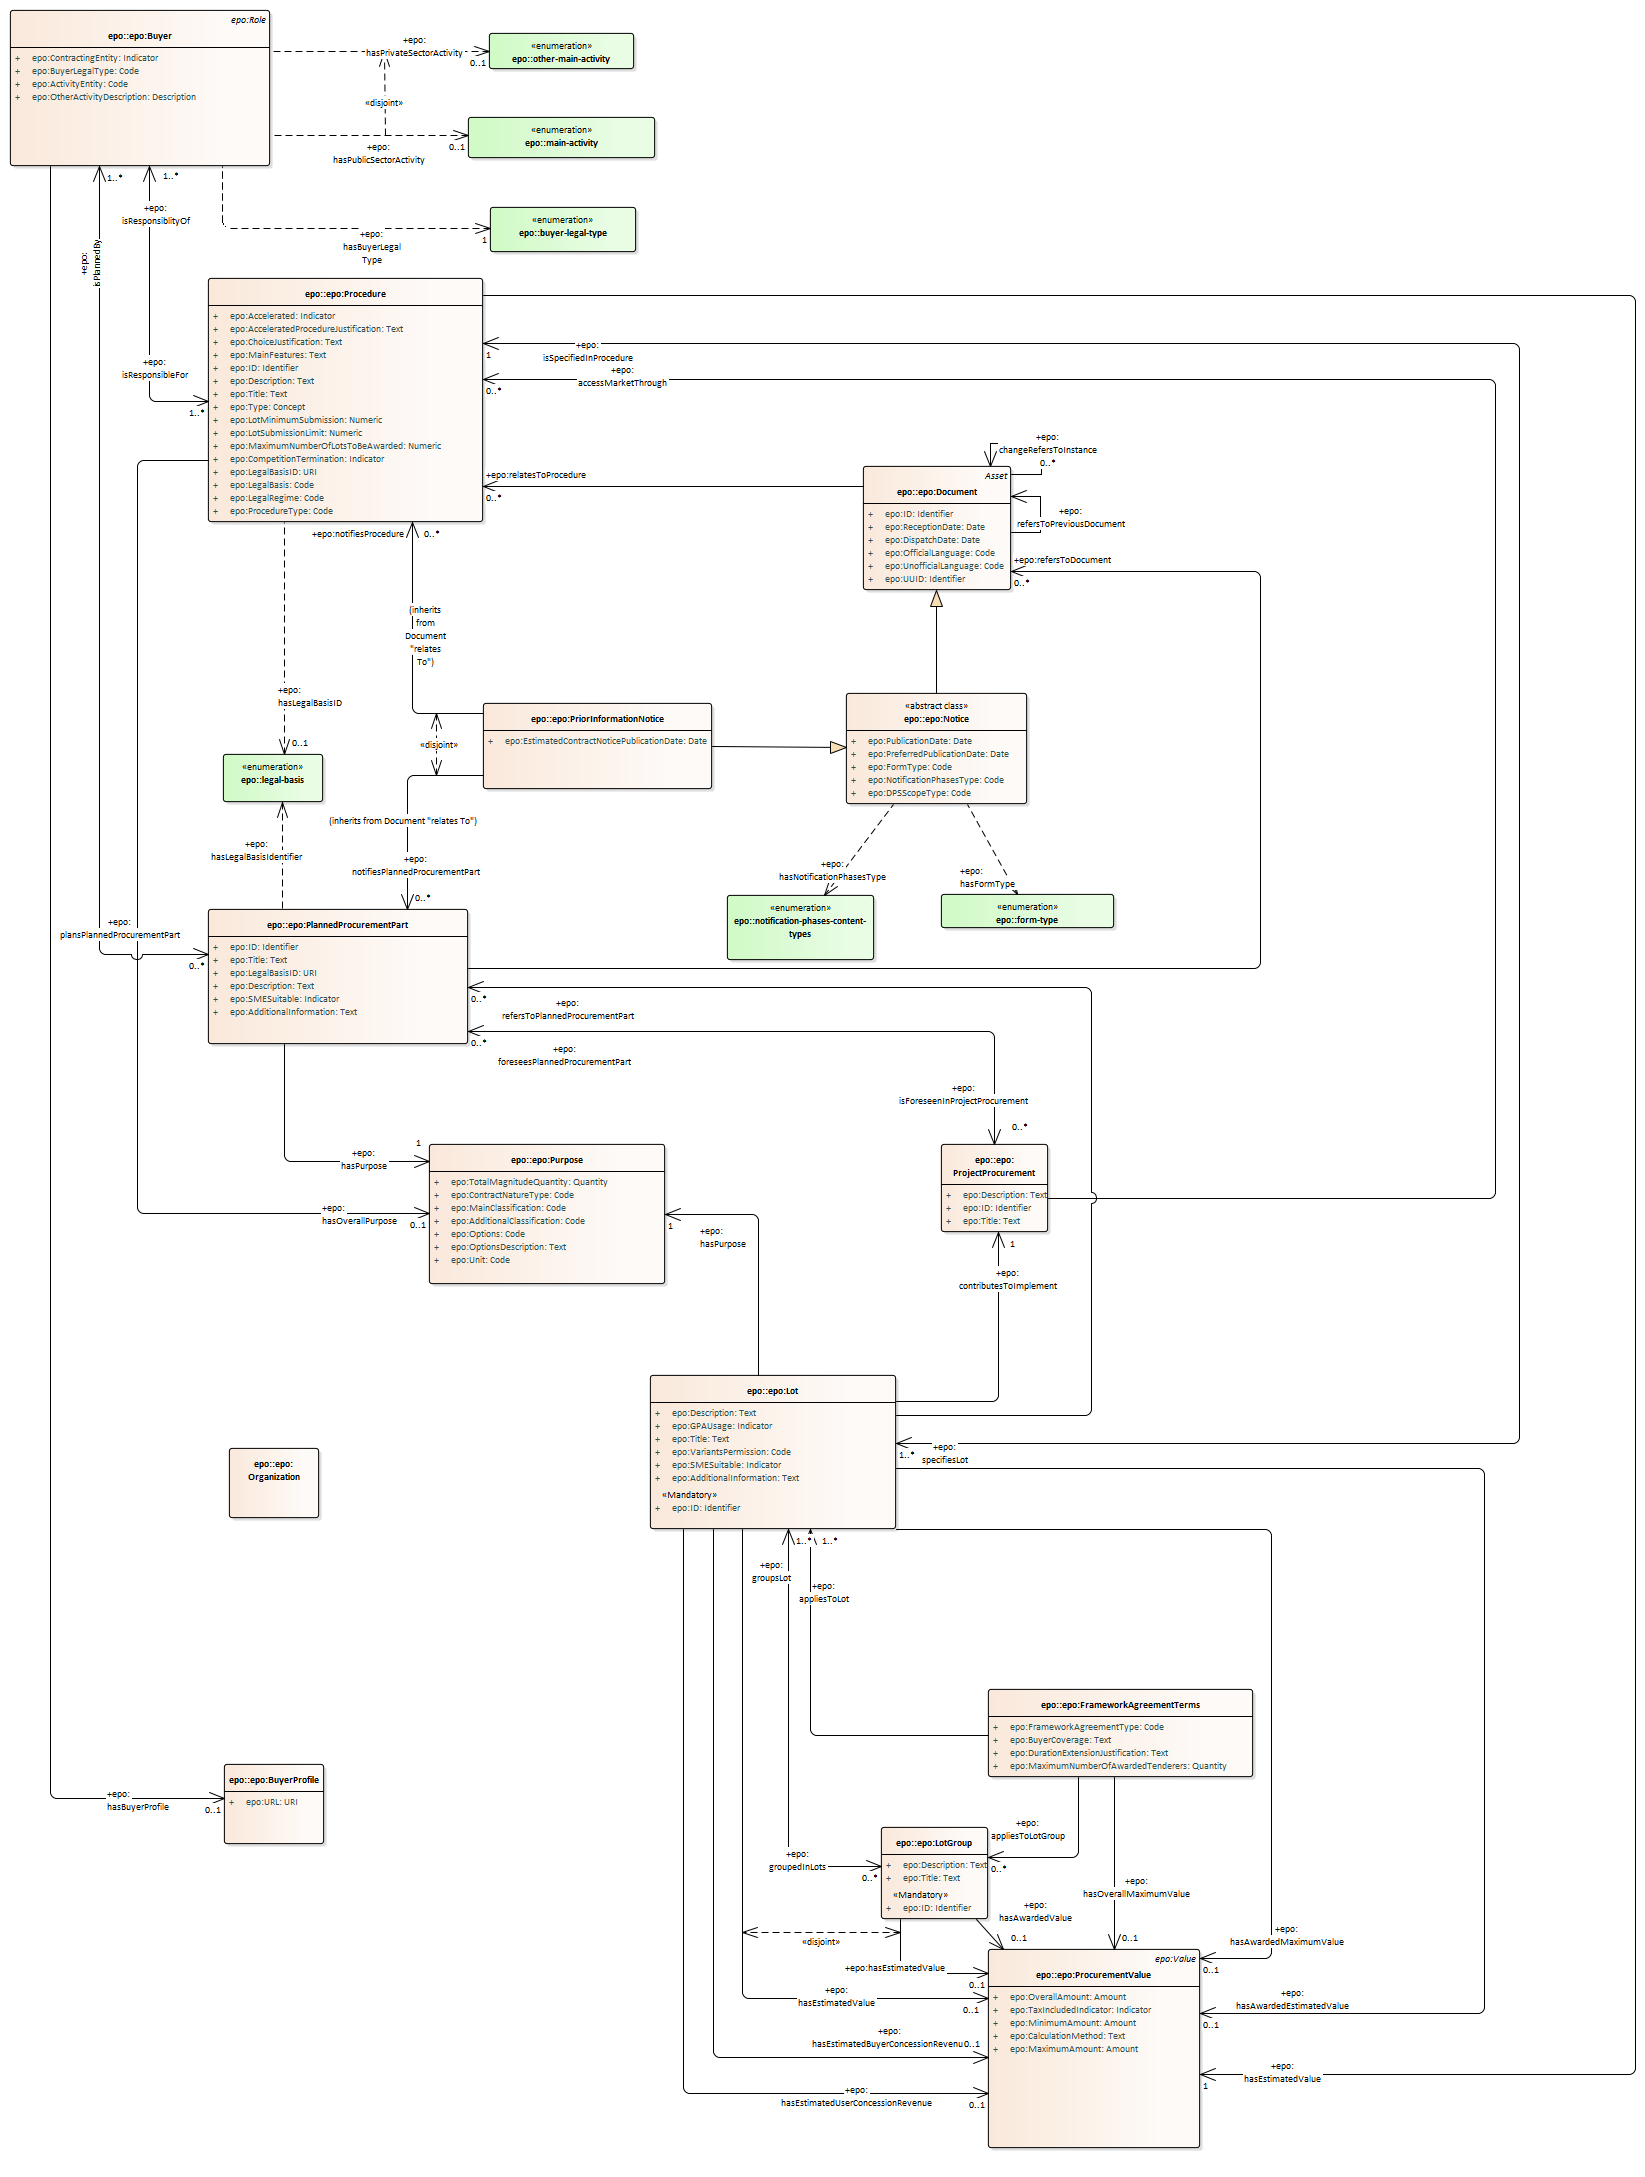 epo:Role
epo::epo:Buyer
+ epo:ContractingEntity: Indicator
+ epo:BuyerLegalType: Code
+ epo:ActivityEntity: Code
+ epo:OtherActivityDescription: Description
+epo:
hasPrivateSectorActivity
0..1
«enumeration»
epo::other-main-activity
«disjoint»
«enumeration»
epo::main-activity
0..1
+epo:
hasPublicSectorActivity
1..*
1..*
+epo:
isResponsiblityOf
+epo:
isPlannedBy
«enumeration»
epo::buyer-legal-type
+epo:
hasBuyerLegal
Type
1
epo::epo:Procedure
+ epo:Accelerated: Indicator
+ epo:AcceleratedProcedureJustification: Text
+ epo:ChoiceJustification: Text
+ epo:MainFeatures: Text
+ epo:ID: Identifier
+ epo:Description: Text
+ epo:Title: Text
+ epo:Type: Concept
+ epo:LotMinimumSubmission: Numeric
+ epo:LotSubmissionLimit: Numeric
+ epo:MaximumNumberOfLotsToBeAwarded: Numeric
+ epo:CompetitionTermination: Indicator
+ epo:LegalBasisID: URI
+ epo:LegalBasis: Code
+ epo:LegalRegime: Code
+ epo:ProcedureType: Code
+epo:
isResponsibleFor
1..*
1
+epo:
isSpecifiedInProcedure
+epo:
accessMarketThrough
0..*
+epo:relatesToProcedure
0..*
+epo:
changeRefersToInstance
0..*
Asset
epo::epo:Document
+ epo:ID: Identifier
+ epo:ReceptionDate: Date
+ epo:DispatchDate: Date
+ epo:OfficialLanguage: Code
+ epo:UnofficialLanguage: Code
+ epo:UUID: Identifier
+epo:
refersToPreviousDocument
+epo:refersToDocument
0..*
+epo:notifiesProcedure
0..*
(inherits
from
Document
"relates
To")
+epo:
hasLegalBasisID
0..1
«enumeration»
epo::legal-basis
«disjoint»
epo::epo:PriorInformationNotice
+ epo:EstimatedContractNoticePublicationDate: Date
«abstract class»
epo::epo:Notice
+ epo:PublicationDate: Date
+ epo:PreferredPublicationDate: Date
+ epo:FormType: Code
+ epo:NotificationPhasesType: Code
+ epo:DPSScopeType: Code
(inherits from Document "relates To")
+epo:
hasLegalBasisIdentifier
+epo:
notifiesPlannedProcurementPart
0..*
+epo:
hasNotificationPhasesType
+epo:
hasFormType
«enumeration»
epo::notification-phases-content-
types
«enumeration»
epo::form-type
+epo:
plansPlannedProcurementPart
0..*
epo::epo:PlannedProcurementPart
+ epo:ID: Identifier
+ epo:Title: Text
+ epo:LegalBasisID: URI
+ epo:Description: Text
+ epo:SMESuitable: Indicator
+ epo:AdditionalInformation: Text
0..*
+epo:
refersToPlannedProcurementPart
0..*
+epo:
foreseesPlannedProcurementPart
+epo:
isForeseenInProjectProcurement
0..*
1
+epo:
hasPurpose
epo::epo:Purpose
+ epo:TotalMagnitudeQuantity: Quantity
+ epo:ContractNatureType: Code
+ epo:MainClassification: Code
+ epo:AdditionalClassification: Code
+ epo:Options: Code
+ epo:OptionsDescription: Text
+ epo:Unit: Code
+epo:
hasOverallPurpose
0..1
1
+epo:
hasPurpose
epo::epo:
ProjectProcurement
+ epo:Description: Text
+ epo:ID: Identifier
+ epo:Title: Text
1
+epo:
contributesToImplement
epo::epo:Lot
+ epo:Description: Text
+ epo:GPAUsage: Indicator
+ epo:Title: Text
+ epo:VariantsPermission: Code
+ epo:SMESuitable: Indicator
+ epo:AdditionalInformation: Text
«Mandatory»
+ epo:ID: Identifier
1..*
+epo:
specifiesLot
epo::epo:
Organization
1..*
1..*
+epo:
groupsLot
+epo:
appliesToLot
epo::epo:FrameworkAgreementTerms
+ epo:FrameworkAgreementType: Code
+ epo:BuyerCoverage: Text
+ epo:DurationExtensionJustification: Text
+ epo:MaximumNumberOfAwardedTenderers: Quantity
epo::epo:BuyerProfile
+ epo:URL: URI
+epo:
hasBuyerProfile
0..1
+epo:
appliesToLotGroup
0..*
epo::epo:LotGroup
+ epo:Description: Text
+ epo:Title: Text
«Mandatory»
+ epo:ID: Identifier
+epo:
groupedInLots
0..*
+epo:
hasOverallMaximumValue
0..1
+epo:
hasAwardedValue
0..1
«disjoint»
+epo:
hasAwardedMaximumValue
0..1
epo:Value
epo::epo:ProcurementValue
+ epo:OverallAmount: Amount
+ epo:TaxIncludedIndicator: Indicator
+ epo:MinimumAmount: Amount
+ epo:CalculationMethod: Text
+ epo:MaximumAmount: Amount
+epo:hasEstimatedValue
0..1
+epo:
hasEstimatedValue
0..1
+epo:
hasAwardedEstimatedValue
0..1
+epo:
hasEstimatedBuyerConcessionRevenu
0..1
+epo:
hasEstimatedUserConcessionRevenue
0..1
+epo:
hasEstimatedValue
1